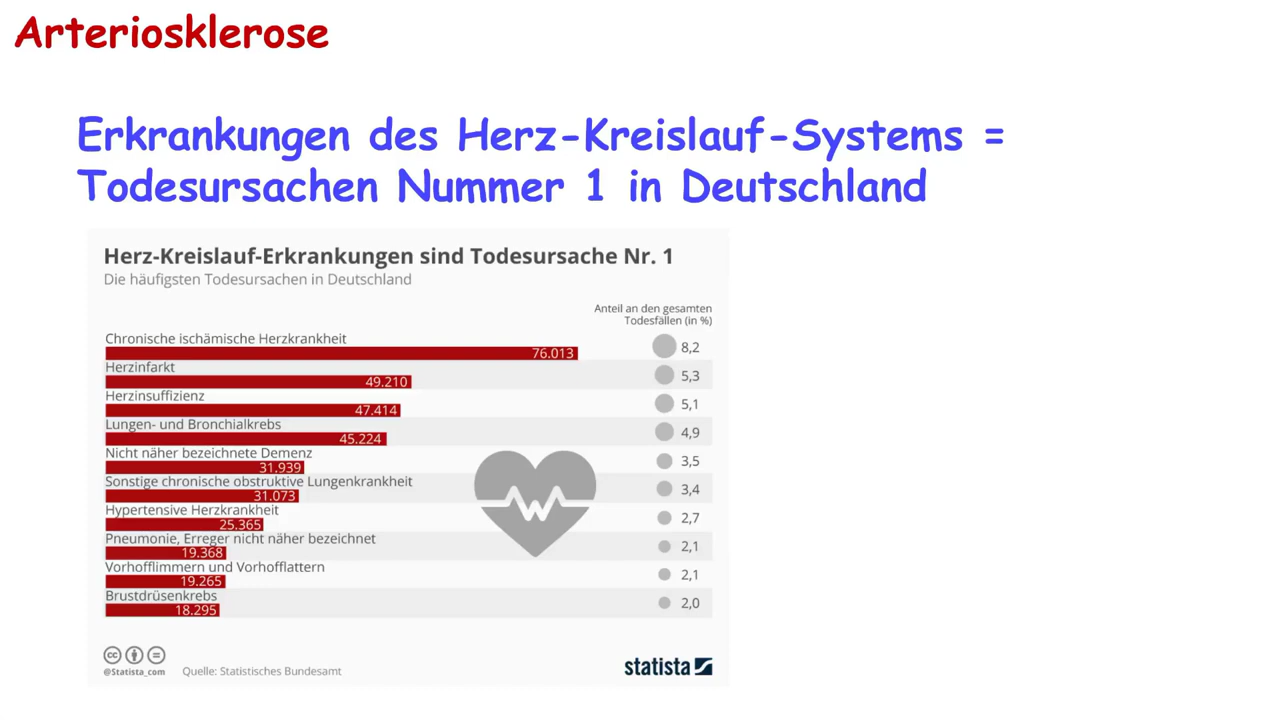 Arteriosklerose
Erkrankungen des Herz-Kreislauf-Systems =
Todesursachen Nummer 1 in Deutschland
Herz-Kreislauf-Erkrankungen sind Todesursache Nr. 1
Die häufigsten Todesursachen in Deutschland
Anteil an den gesamten
Todesfällen (in %)
Chronische ischämische Herzkrankheit
76.013 8,2
Herzinfarkt
49.210 5,3
Herzinsuffizienz
47.414 5,1
Lungen- und Bronchialkrebs
45.224 4,9
Nicht näher bezeichnete Demenz
31.939 3,5
Sonstige chronische obstruktive Lungenkrankheit
31.073 3,4
Hypertensive Herzkrankheit
25.365 2,7
Pneumonie, Erreger nicht näher bezeichnet
19.368 2,1
Vorhofflimmern und Vorhofflattern
19.265 2,1
Brustdrüsenkrebs
18.295 2,0
cc
@Statista_com Quelle: Statistisches Bundesamt
statista